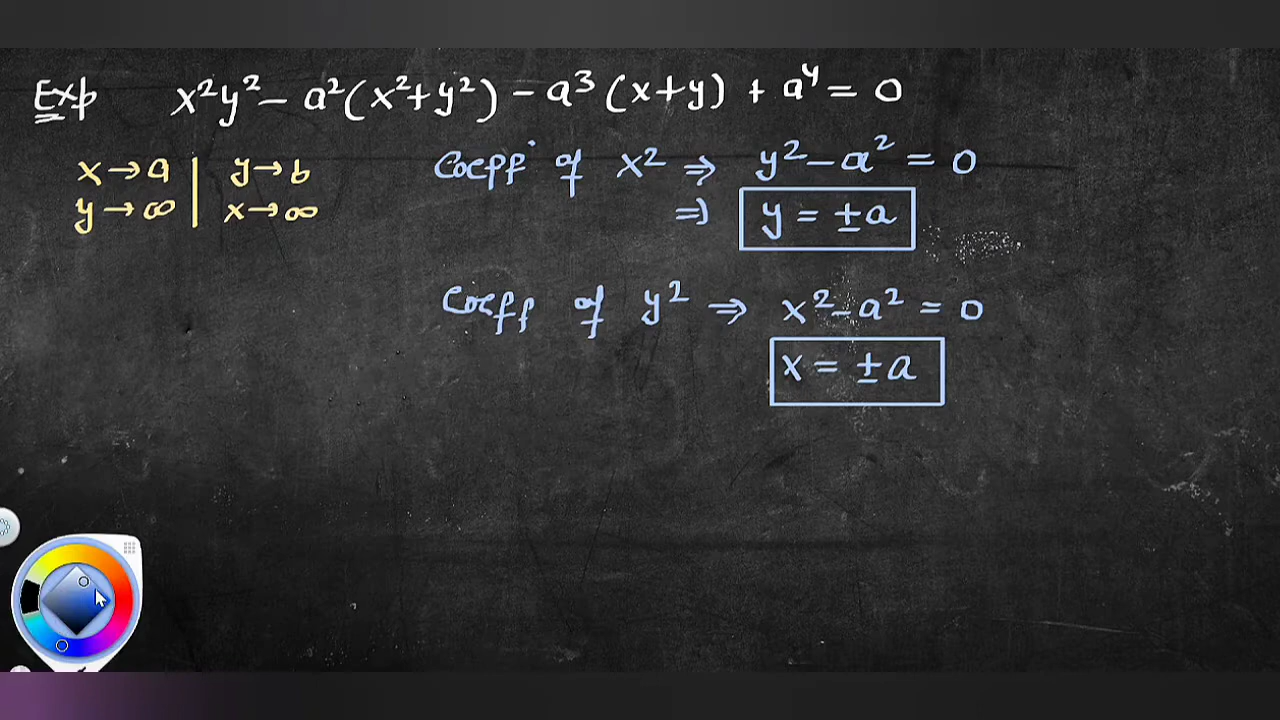 Exp x²y² - a²(x²+y²) - a³(x+y) + a⁴ = 0
x→a | y→b
y→∞ | x→∞
Coeff of x² ⇒ y² - a² = 0
⇒ y = ±a
Coeff of y² ⇒ x² - a² = 0
x = ±a